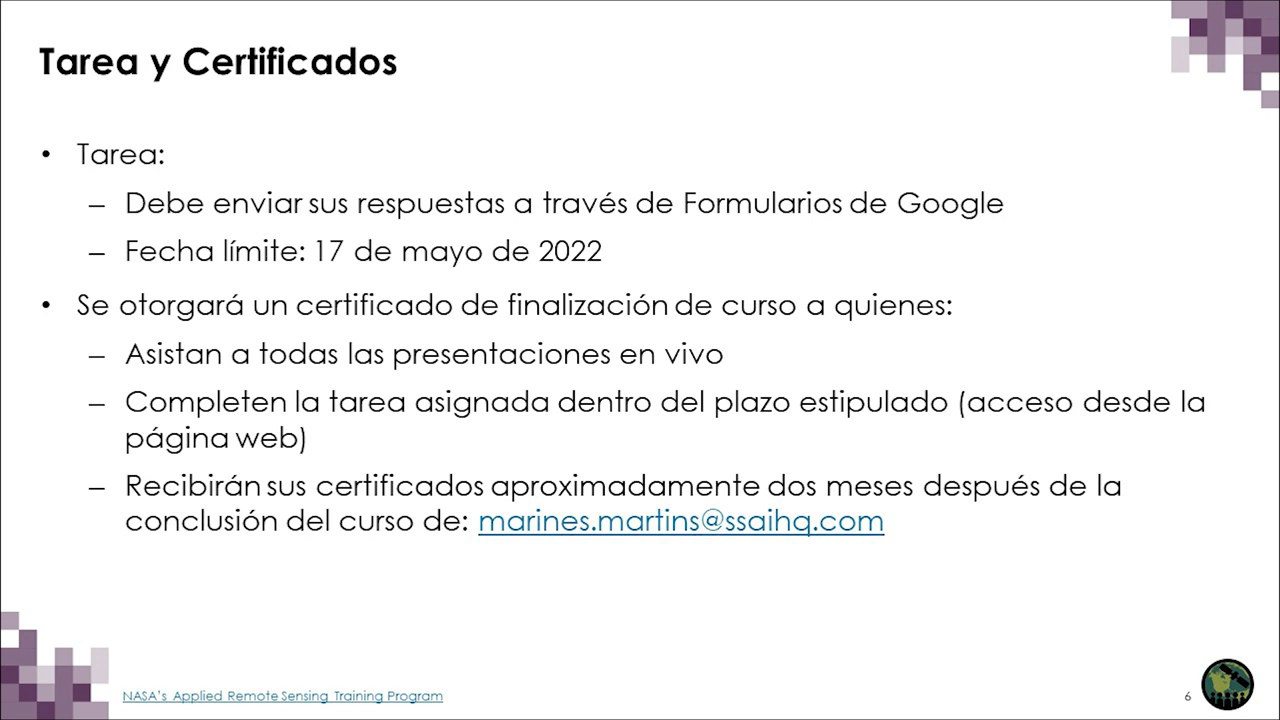 Tarea y Certificados
• Tarea:
– Debe enviar sus respuestas a través de Formularios de Google
– Fecha límite: 17 de mayo de 2022
• Se otorgará un certificado de finalización de curso a quienes:
– Asistan a todas las presentaciones en vivo
– Completen la tarea asignada dentro del plazo estipulado (acceso desde la
página web)
– Recibirán sus certificados aproximadamente dos meses después de la
conclusión del curso de: marines.martins@ssaihq.com
NASA's Applied Remote Sensing Training Program
6